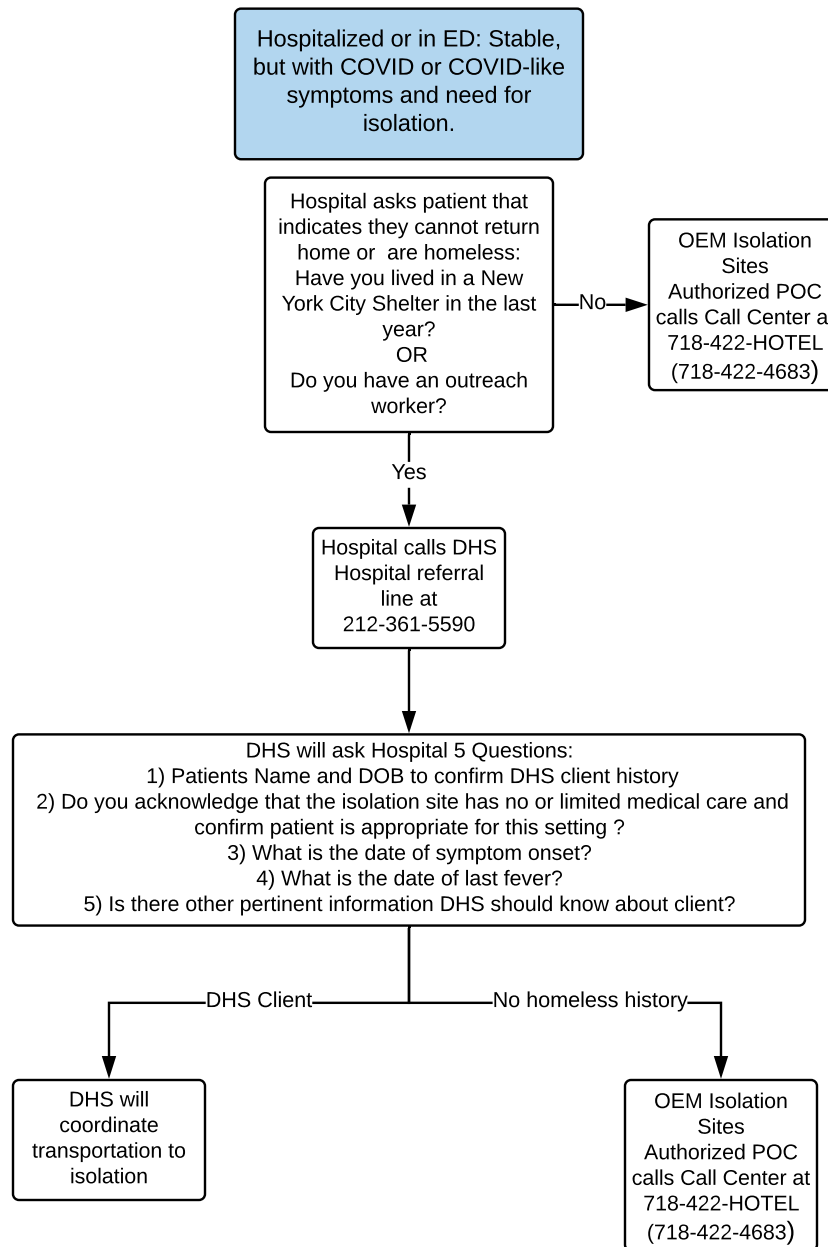 Hospitalized or in ED: Stable,
but with COVID or COVID-like
symptoms and need for
isolation.
Hospital asks patient that
indicates they cannot return
home or  are homeless:
Have you lived in a New
York City Shelter in the last
year?
OR
Do you have an outreach
worker?
No
OEM Isolation
Sites
Authorized POC
calls Call Center a
718-422-HOTEL
(718-422-4683)
Yes
Hospital calls DHS
Hospital referral
line at
212-361-5590
DHS will ask Hospital 5 Questions:
1) Patients Name and DOB to confirm DHS client history
2) Do you acknowledge that the isolation site has no or limited medical care and
confirm patient is appropriate for this setting ?
3) What is the date of symptom onset?
4) What is the date of last fever?
5) Is there other pertinent information DHS should know about client?
DHS Client
No homeless history
DHS will
coordinate
transportation to
isolation
OEM Isolation
Sites
Authorized POC
calls Call Center at
718-422-HOTEL
(718-422-4683)